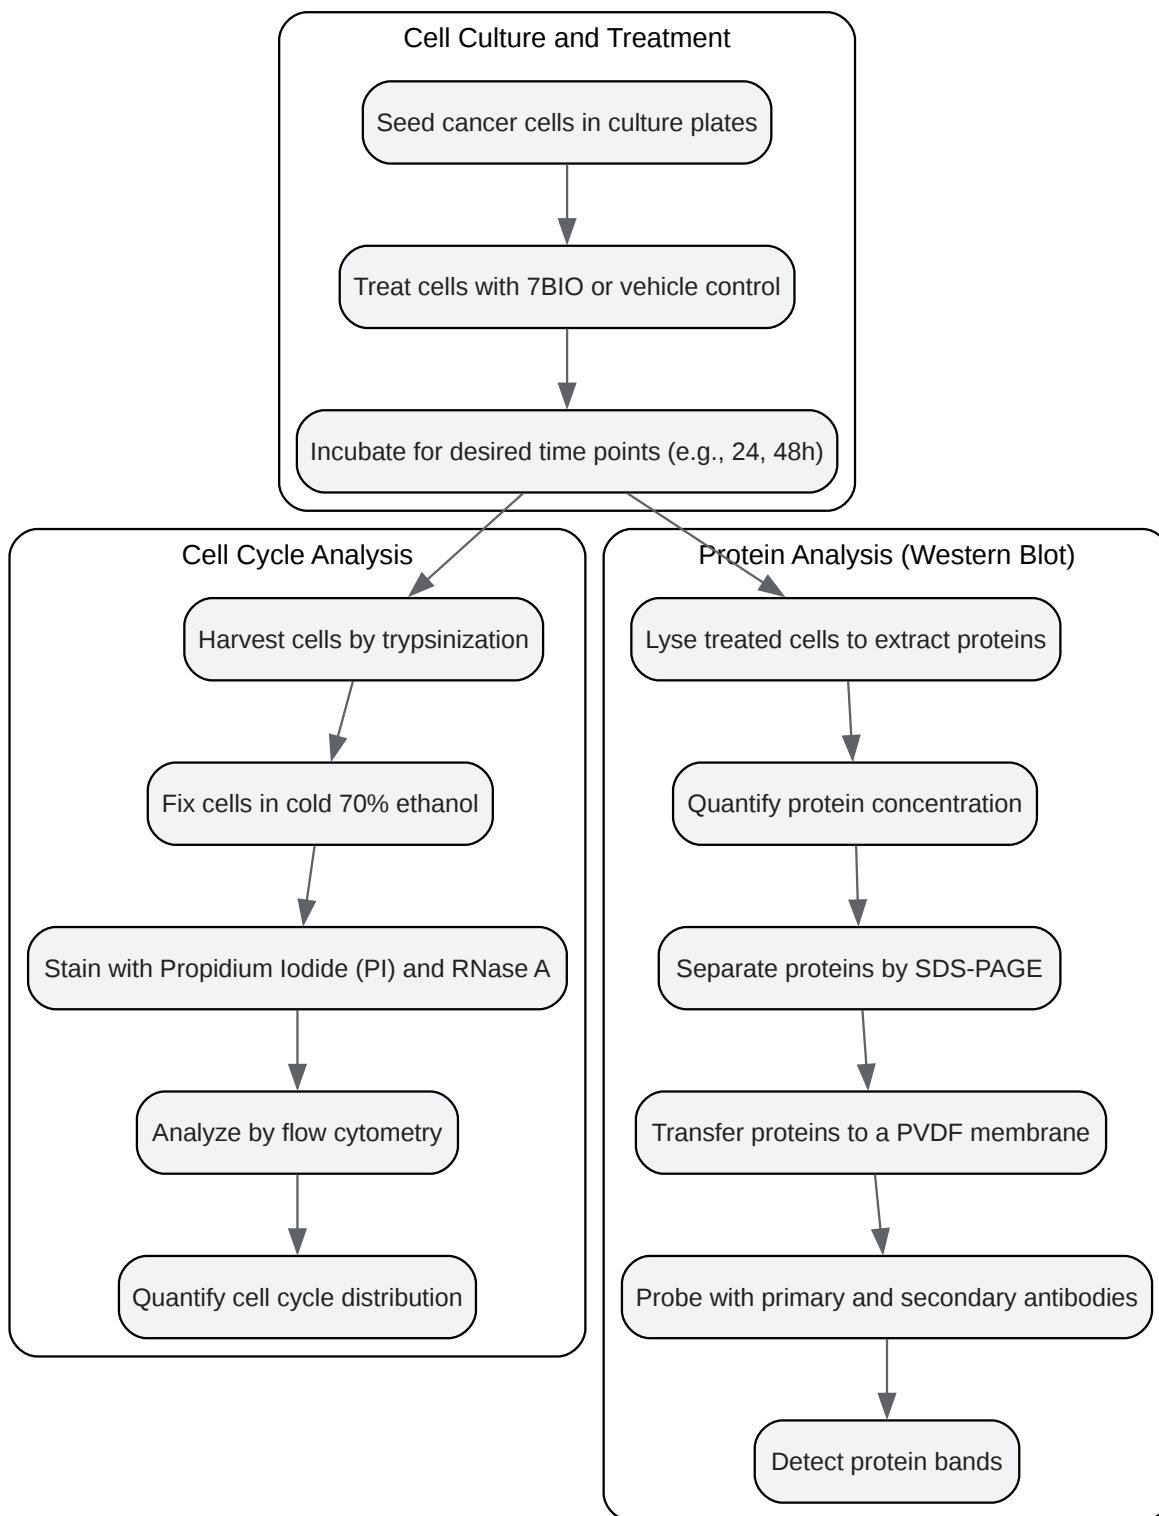 Cell Culture and Treatment
Seed cancer cells in culture plates
Treat cells with 7BIO or vehicle control
Incubate for desired time points (e.g., 24, 48h)
Cell Cycle Analysis
Harvest cells by trypsinization
Fix cells in cold 70% ethanol
Stain with Propidium Iodide (PI) and RNase A
Analyze by flow cytometry
Quantify cell cycle distribution
Protein Analysis (Western Blot)
Lyse treated cells to extract proteins
Quantify protein concentration
Separate proteins by SDS-PAGE
Transfer proteins to a PVDF membrane
Probe with primary and secondary antibodies
Detect protein bands